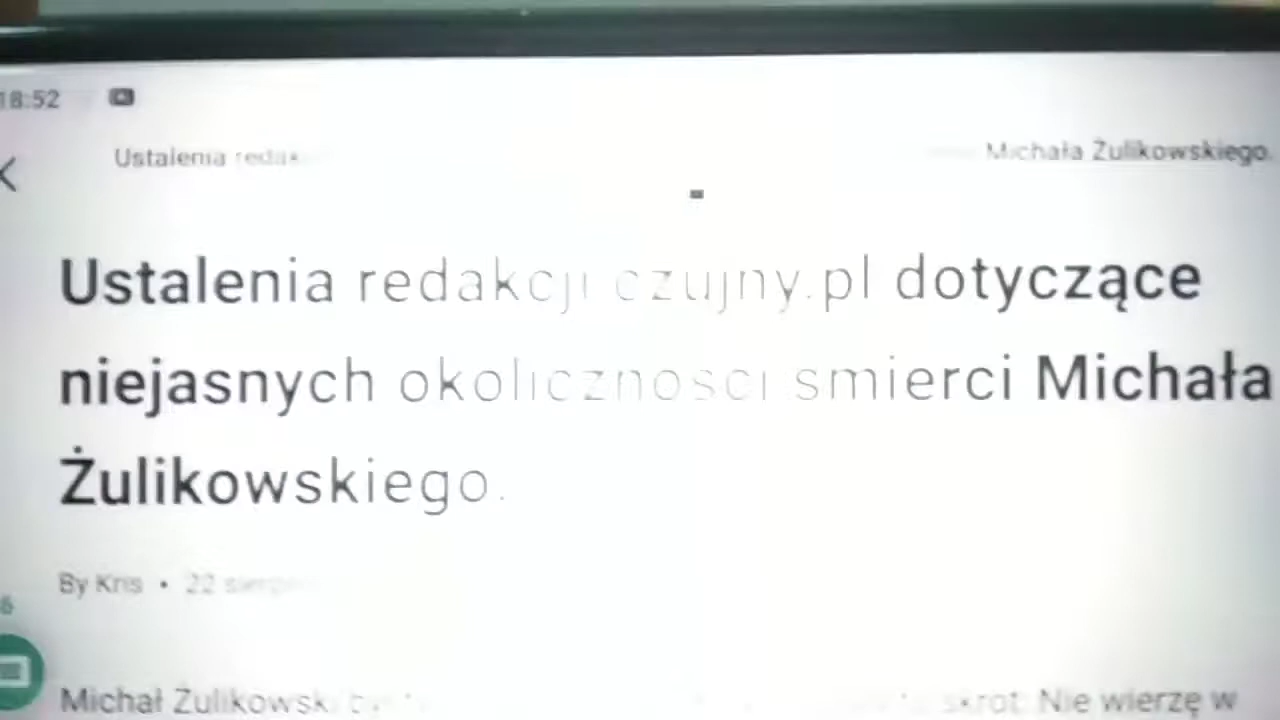 18:52
Ustalenia Michała Żulikowskiego.
Ustalenia redakcji czujny.pl dotyczące
niejasnych okoliczności śmierci Michała
Żulikowskiego.
By Kris • 22
Michał Żulikowski skrót: Nie wierzę w